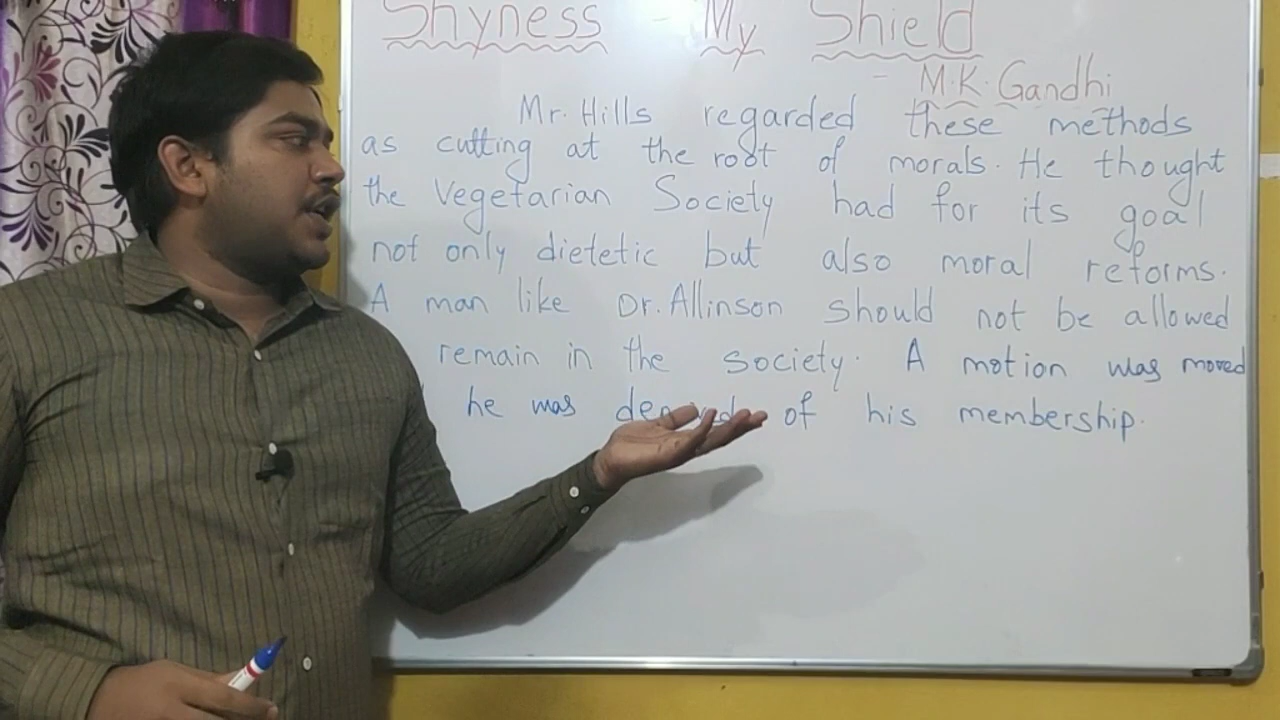 Shyness - My Shield
- M.K. Gandhi
Mr. Hills regarded these methods
as cutting at the root of morals. He thought
the Vegetarian Society had for its goal
not only dietetic but also moral reforms.
A man like Dr. Allinson should not be allowed
remain in the society. A motion was moved
he was of his membership.